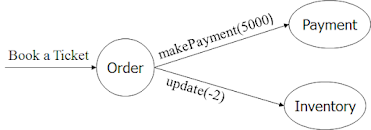 Book a Ticket
Order
makePayment(5000)
Payment
update(-2)
Inventory